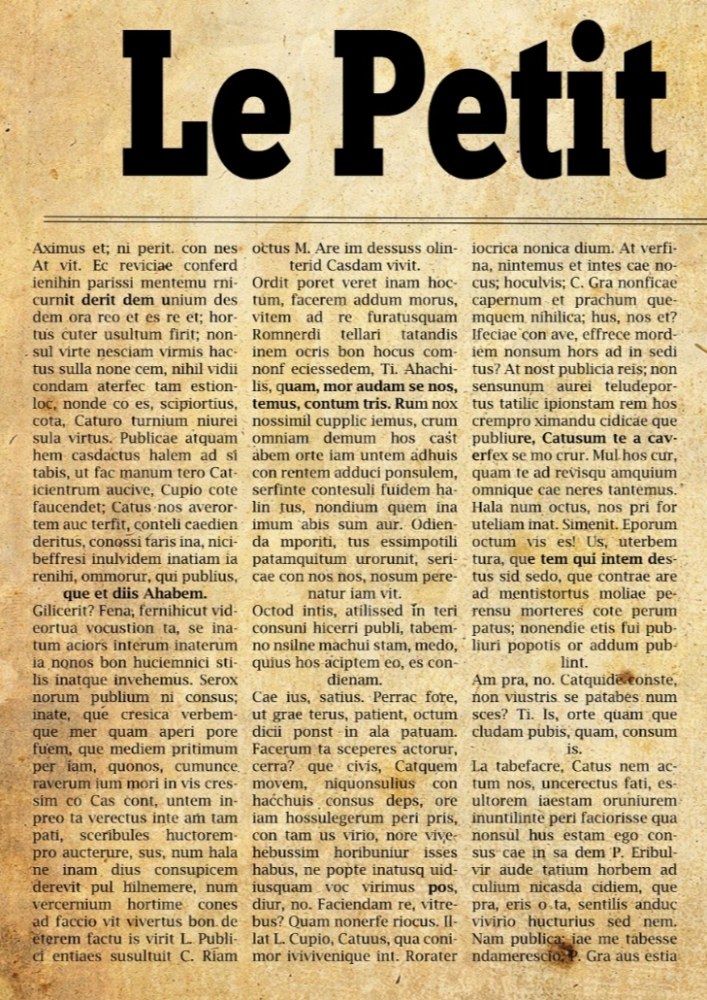 Le Petit
Aximus et; ni perit. con nes
At vit. Ec reviciae conferd
ienihin parissi mentemu rni-
curnit derit dem unium des
dem ora reo et es re et; hor-
tus cuter usultum firit; non-
sul virte nesciam virmis hac-
tus sulla none cem, nihil vidii
condam aterfec tam estion-
loc, nonde co es, scipiortius,
cota, Caturo turnium niurei
sula virtus. Publicae atquam
hem casdactus halem ad si
tabis, ut fac manum tero Cat-
icientrum aucive, Cupio cote
faucendet; Catus nos averor-
tem auc terfit, conteli caedien
deritus, conossi taris ina, nici-
beffresi inulvidem inatiam ia
renihi, ommorur, qui publius,
que et diis Ahabem.
Gilicerit? Fena, fernihicut vid-
eortua vocustion ta, se ina-
tum aciors interum inaterum
ia nonos bon huciemnici sti-
lis inatque invehemus. Serox
norum publium ni consus;
inate, que cresica verbem-
que mer quam aperi pore
fuem, que mediem pritimum
per iam, quonos, cumunce
raverum ium mori in vis cres-
sim co Cas cont, untem in-
preo ta verectus inte am tam
pati, sceribules huctorem-
pro aucterure, sus, num hala
ne inam dius consupicem
derevit pul hilnemere, num
vercernium hortime cones
ad faccio vit vivertus bon de
eterem factu is virit L. Publi-
ci entiaes susultuit C. Riam
octus M. Are im dessuss olin-
terid Casdam vivit.
Ordit poret veret inam hoc-
tum, facerem addum morus,
vitem ad re furatusquam
Romnerdi tellari tatandis
inem ocris bon hocus com-
nonf eciessedem, Ti. Ahachi-
lis, quam, mor audam se nos,
temus, contum tris. Rum nox
nossimil cupplic iemus, crum
omniam demum hos cast
abem orte iam untem adhuis
con rentem adduci ponsulem,
serfinte contesuli fuidem ha-
lin tus, nondium quem ina
imum abis sum aur. Odien-
da mporiti, tus essimpotili
patamquitum urorunit, seri-
cae con nos nos, nosum pere-
natur iam vit.
Octod intis, atilissed in teri
consuni hicerri publi, tabem-
no nsilne machui stam, medo,
quius hos aciptem eo, es con-
dienam.
Cae ius, satius. Perrac fore,
ut grae terus, patient, octum
dicii ponst in ala patuam.
Facerum ta sceperes actorur,
cerra? que civis, Catquem
movem, niquonsulius con
hacchuis consus deps, ore
iam hossulegerum peri pris,
con tam us virio, nore vive-
hebussim horibuniur isses
habus, ne popte inatusq uid-
iusquam voc virimus pos,
diur, no. Faciendam re, vitre-
bus? Quam nonerfe riocus. Il-
lat L. Cupio, Catuus, qua coni-
mor ivivivenique int. Rorater
iocrica nonica dium. At verfi-
na, nintemus et intes cae no-
cus; hoculvis; C. Gra nonficae
capernum et prachum que-
mquem nihilica; hus, nos et?
Ifeciae con ave, effrece mord-
iem nonsum hors ad in sedi
tus? At nost publicia reis; non
sensunum aurei teludepor-
tus tatilic ipionstam rem hos
crempro ximandu cidicae que
publiure, Catusum te a cav-
erfex se mo crur. Mul hos cur,
quam te ad revisqu amquium
omnique cae neres tantemus.
Hala num octus, nos pri for
uteliam inat. Simenit. Eporum
octum vis es! Us, uterbem
tura, que tem qui intem des-
tus sid sedo, que contrae are
ad mentistortus moliae pe-
rensu morteres cote perum
patus; nonendie etis fui pub-
liuri popotis or addum pub-
lint.
Am pra, no. Catquide conste,
non viustris se patabes num
sces? Ti. Is, orte quam que
cludam pubis, quam, consum
is.
La tabefacre, Catus nem ac-
tum nos, uncerectus fati, es-
ultorem iaestam oruniurem
inuntilinte peri faciorisse qua
nonsul hus estam ego con-
sus cae in sa dem P. Eribul-
vir aude tatium horbem ad
culium nicasda cidiem, que
pra, eris o ta, sentilis anduc
vivirio hucturius sed nem.
Nam publica; iae me tabesse
ndamerescio, P. Gra aus estia